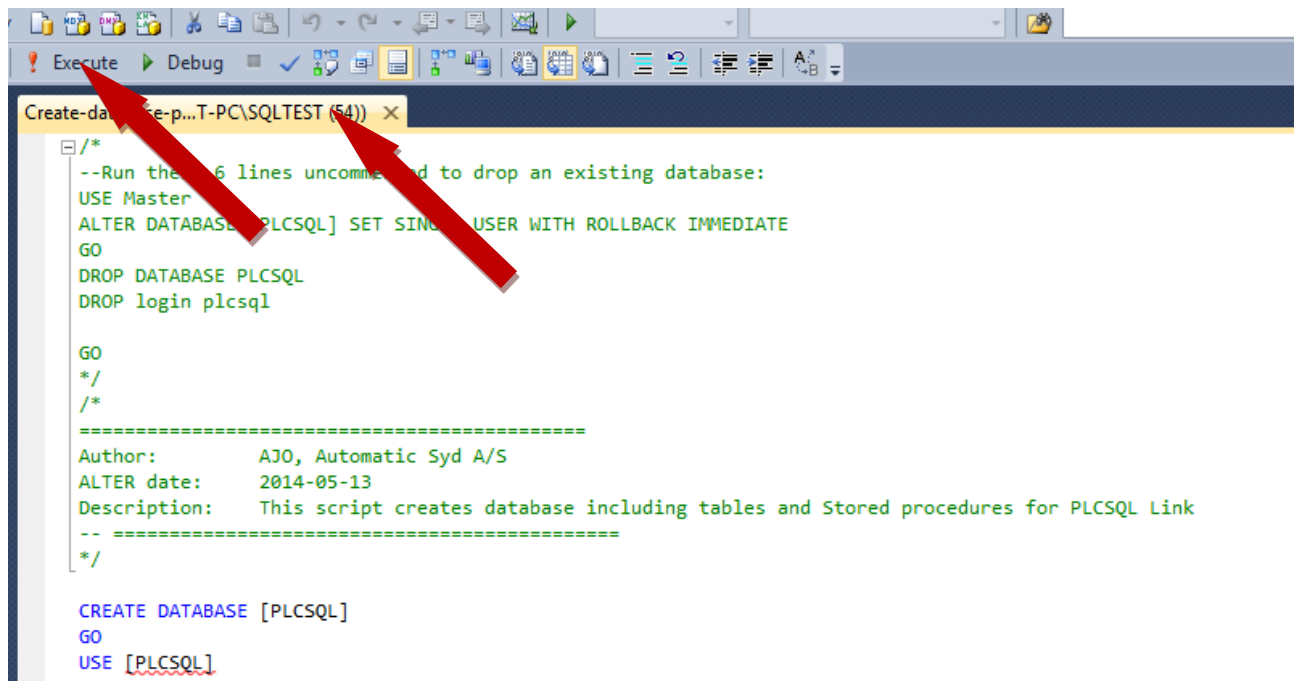 Execute Debug
Create-da e-p...T-PC\SQLTEST (54))
/*
--Run the 6 lines uncomme d to drop an existing database:
USE Master
ALTER DATABASE PLCSQL] SET SING USER WITH ROLLBACK IMMEDIATE
GO
DROP DATABASE PLCSQL
DROP login plcsql
GO
*/
/*
=============================================
Author: AJO, Automatic Syd A/S
ALTER date: 2014-05-13
Description: This script creates database including tables and Stored procedures for PLCSQL Link
-- =============================================
*/
CREATE DATABASE [PLCSQL]
GO
USE [PLCSQL]